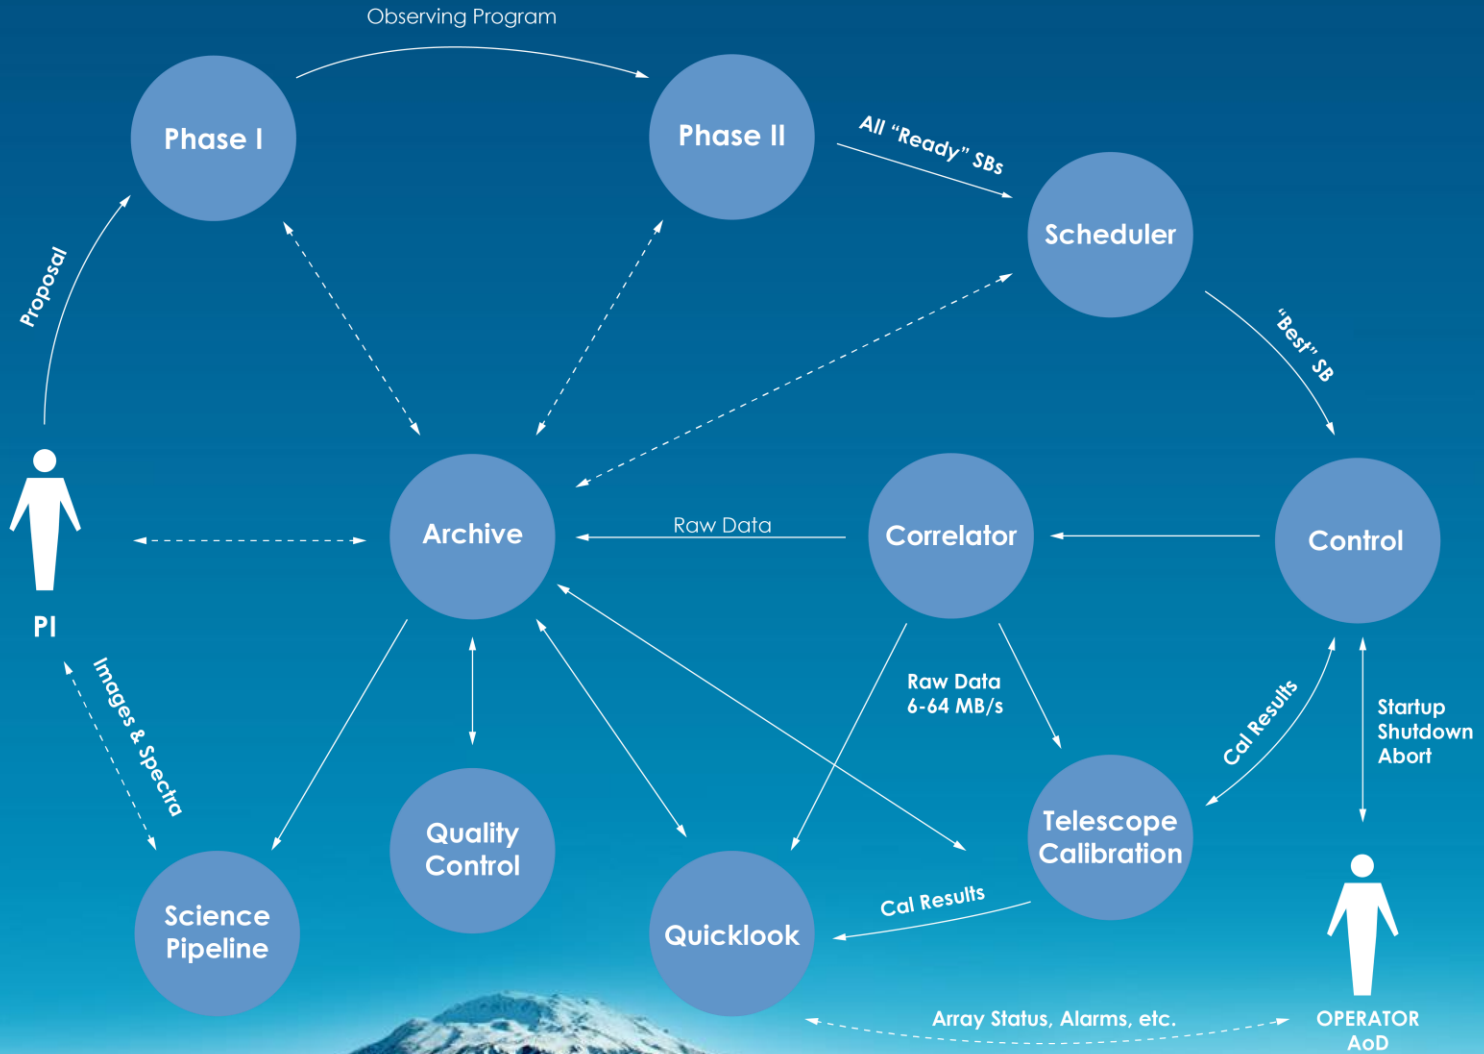 Observing Program
Phase I
Phase II
All “Ready” SBs
Scheduler
Proposal
“Best” SB
Archive
Raw Data
Correlator
Control
PI
Images & Spectra
Raw Data
6-64 MB/s
Cal Results
Startup
Shutdown
Abort
Quality
Control
Telescope
Calibration
Cal Results
Science
Pipeline
Quicklook
Array Status, Alarms, etc.
OPERATOR
AoD